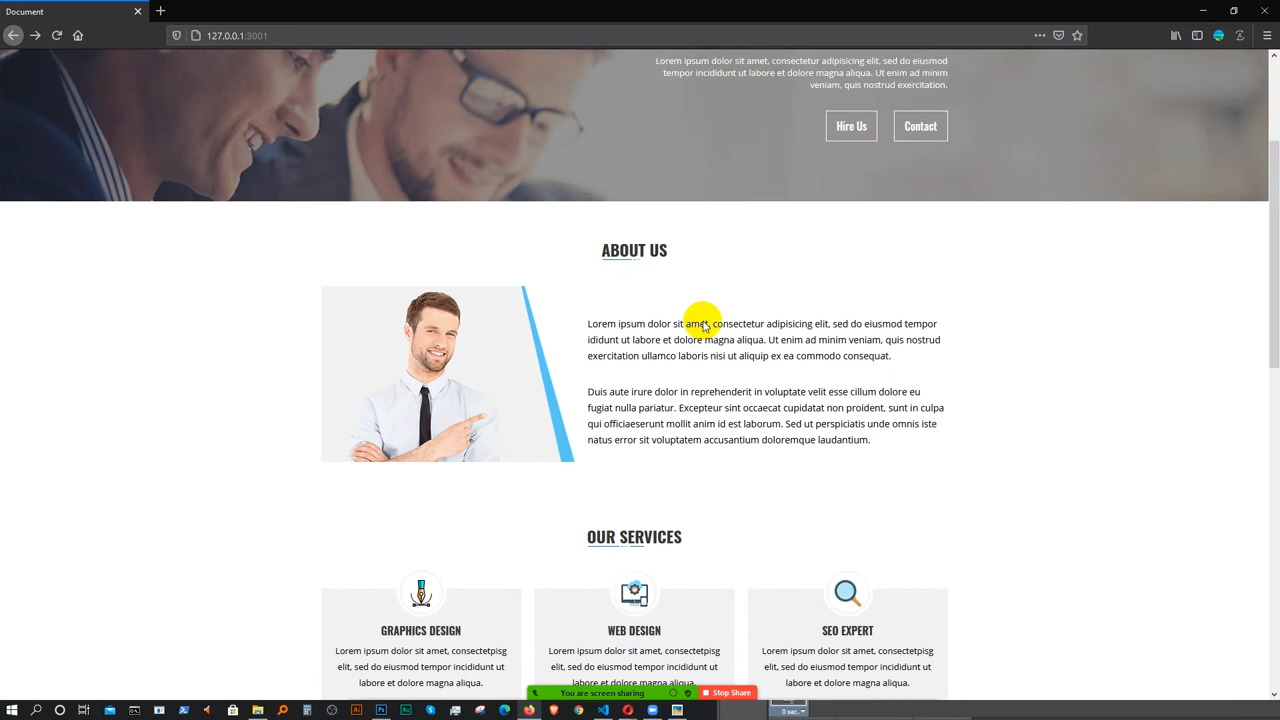 Document
127.0.0.1:3001
Lorem ipsum dolor sit amet, consectetur adipisicing elit, sed do eiusmod
tempor incididunt ut labore et dolore magna aliqua. Ut enim ad minim
veniam, quis nostrud exercitation.
Hire Us
Contact
ABOUT US
Lorem ipsum dolor sit amet, consectetur adipisicing elit, sed do eiusmod tempor
ididunt ut labore et dolore magna aliqua. Ut enim ad minim veniam, quis nostrud
exercitation ullamco laboris nisi ut aliquip ex ea commodo consequat.
Duis aute irure dolor in reprehenderit in voluptate velit esse cillum dolore eu
fugiat nulla pariatur. Excepteur sint occaecat cupidatat non proident, sunt in culpa
qui officiaeserunt mollit anim id est laborum. Sed ut perspiciatis unde omnis iste
natus error sit voluptatem accusantium doloremque laudantium.
OUR SERVICES
GRAPHICS DESIGN
Lorem ipsum dolor sit amet, consectetpisg
elit, sed do eiusmod tempor incididunt ut
labore et dolore magna aliqua.
WEB DESIGN
Lorem ipsum dolor sit amet, consectetpisg
elit, sed do eiusmod tempor incididunt ut
labore et dolore magna aliqua.
SEO EXPERT
Lorem ipsum dolor sit amet, consectetpisg
elit, sed do eiusmod tempor incididunt ut
labore et dolore magna aliqua.
You are screen sharing
Stop Share
0 sec.